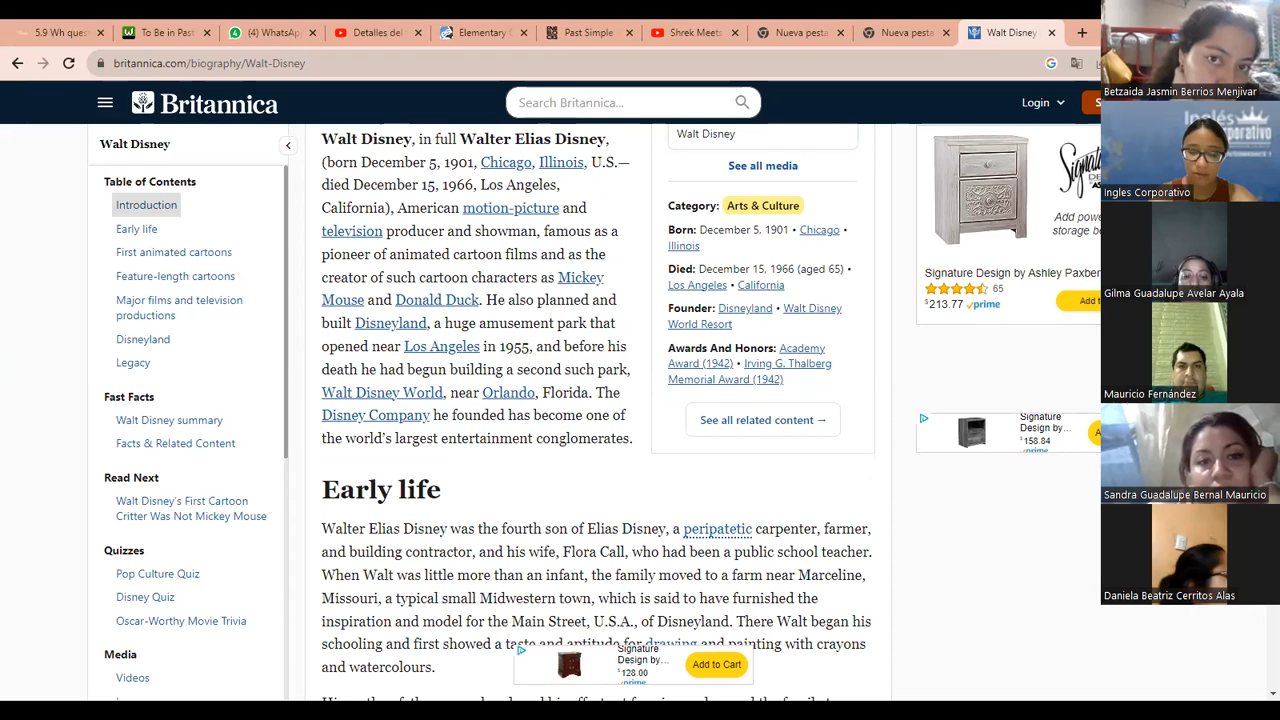 5.9 Wh ques
To Be in Past
(4) WhatsAp
Detalles del
Elementary
Past Simple
Shrek Meets
Nueva pesta
Nueva pesta
Walt Disney
britannica.com/biography/Walt-Disney
Britannica
Search Britannica...
Login
Walt Disney
Table of Contents
Introduction
Early life
First animated cartoons
Feature-length cartoons
Major films and television
productions
Disneyland
Legacy
Fast Facts
Walt Disney summary
Facts & Related Content
Read Next
Walt Disney's First Cartoon
Critter Was Not Mickey Mouse
Quizzes
Pop Culture Quiz
Disney Quiz
Oscar-Worthy Movie Trivia
Media
Videos
Walt Disney, in full Walter Elias Disney,
(born December 5, 1901, Chicago, Illinois, U.S.—
died December 15, 1966, Los Angeles,
California), American motion-picture and
television producer and showman, famous as a
pioneer of animated cartoon films and as the
creator of such cartoon characters as Mickey
Mouse and Donald Duck. He also planned and
built Disneyland, a huge amusement park that
opened near Los Angeles in 1955, and before his
death he had begun building a second such park,
Walt Disney World, near Orlando, Florida. The
Disney Company he founded has become one of
the world's largest entertainment conglomerates.
Walt Disney
See all media
Category: Arts & Culture
Born: December 5, 1901 • Chicago •
Illinois
Died: December 15, 1966 (aged 65) •
Los Angeles • California
Founder: Disneyland • Walt Disney
World Resort
Awards And Honors: Academy
Award (1942) • Irving G. Thalberg
Memorial Award (1942)
See all related content →
Early life
Walter Elias Disney was the fourth son of Elias Disney, a peripatetic carpenter, farmer,
and building contractor, and his wife, Flora Call, who had been a public school teacher.
When Walt was little more than an infant, the family moved to a farm near Marceline,
Missouri, a typical small Midwestern town, which is said to have furnished the
inspiration and model for the Main Street, U.S.A., of Disneyland. There Walt began his
schooling and first showed a taste and aptitude for drawing and painting with crayons
and watercolours.
Signature
Design by...
$128.00
prime
Add to Cart
Signature
Add pow
storage be
Signature Design by Ashley Paxber
65
$213.77 prime
Add to
Signature
Design by...
$158.84
prime
Betzaida Jasmin Berrios Menjivar
Inglés
Corporativo
Ingles Corporativo
Gilma Guadalupe Avelar Ayala
Mauricio Fernández
Sandra Guadalupe Bernal Mauricio
Daniela Beatriz Cerritos Alas